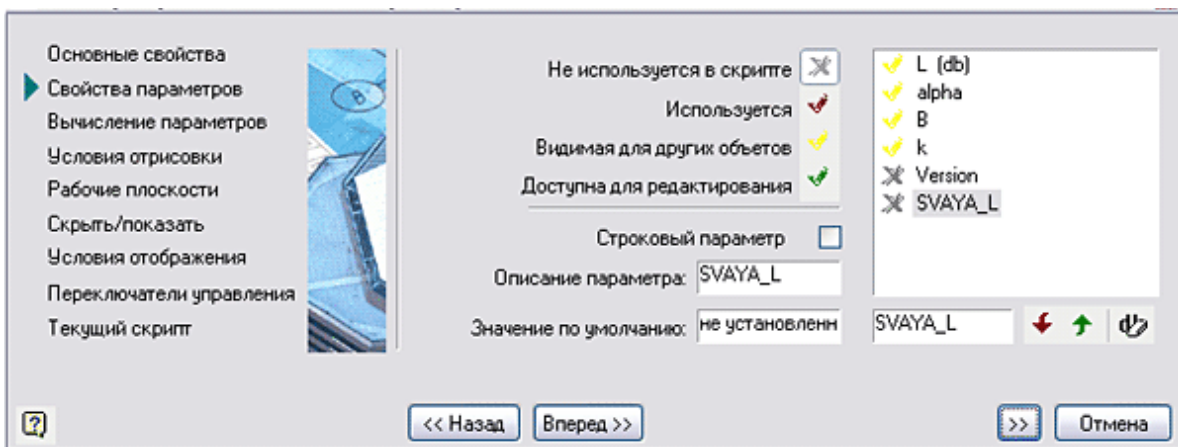 Основные свойства
Свойства параметров
Вычисление параметров
Условия отрисовки
Рабочие плоскости
Скрыть/показать
Условия отображения
Переключатели управления
Текущий скрипт
Не используется в скрипте
Используется
Видимая для других объетов
Доступна для редактирования
Строковый параметр
Описание параметра: SVAYA_L
Значение по умолчанию: не установленн
L (db)
alpha
B
k
Version
SVAYA_L
SVAYA_L
<< Назад
Вперед >>
>>
Отмена